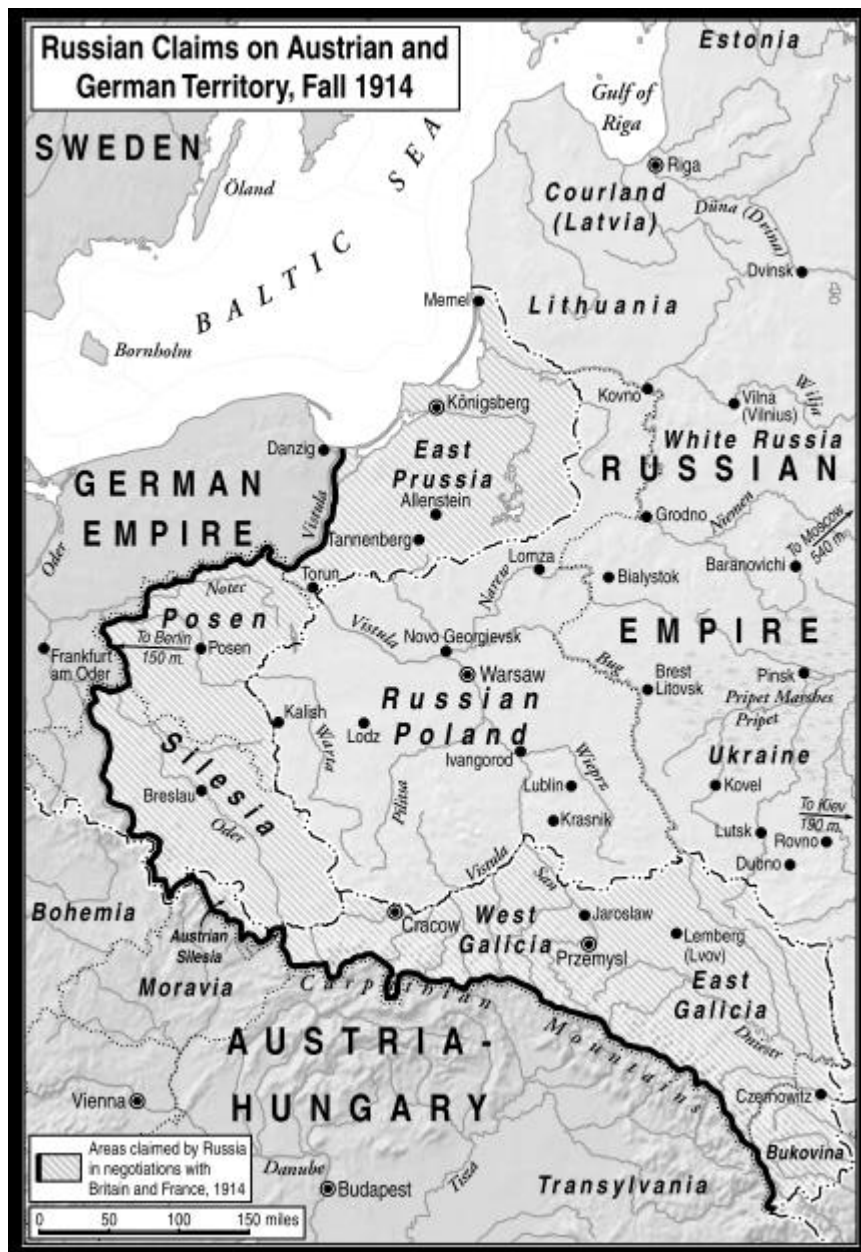 Russian Claims on Austrian and
German Territory, Fall 1914
Estonia
Gulf of
Riga
SWEDEN
Öland
BALTIC SEA
Riga
Courland
(Latvia)
Düna (Drina)
Dvinsk
Memel
Lithuania
Bornholm
Königsberg
Kovno
Vilna
(Vilnius)
Wilja
White Russia
Danzig
East
Prussia
RUSSIAN
GERMAN
EMPIRE
Vistula
Allenstein
Tannenberg
Oder
Grodno
Niemen
To Moscow
540 m.
Lomza
Baranovichi
Torun
Narew
Bialystok
Notec
Posen
Vistula
Novo Georgievsk
EMPIRE
To Berlin
150 m.
Posen
Frankfurt
am Oder
Warsaw
Bug
Brest
Litovsk
Pinsk
Pripet Marshes
Pripet
Russian
Poland
Kalish
Warta
Lodz
Silesia
Ivangorod
Wieprz
Ukraine
Breslau
Oder
Pilitsa
Lublin
Kovel
Krasnik
To Kiev
190 m.
Lutsk
Rovno
Dubno
Vistula
San
Bohemia
Austrian
Silesia
Cracow
West
Galicia
Jaroslaw
Przemysl
Lemberg
(Lvov)
East
Galicia
Moravia
Carpathian Mountains
Dniestr
AUSTRIA-
HUNGARY
Vienna
Czernowitz
Bukovina
Areas claimed by Russia
in negotiations with
Britain and France, 1914
Danube
Budapest
Tisza
Transylvania
0 50 100 150 miles